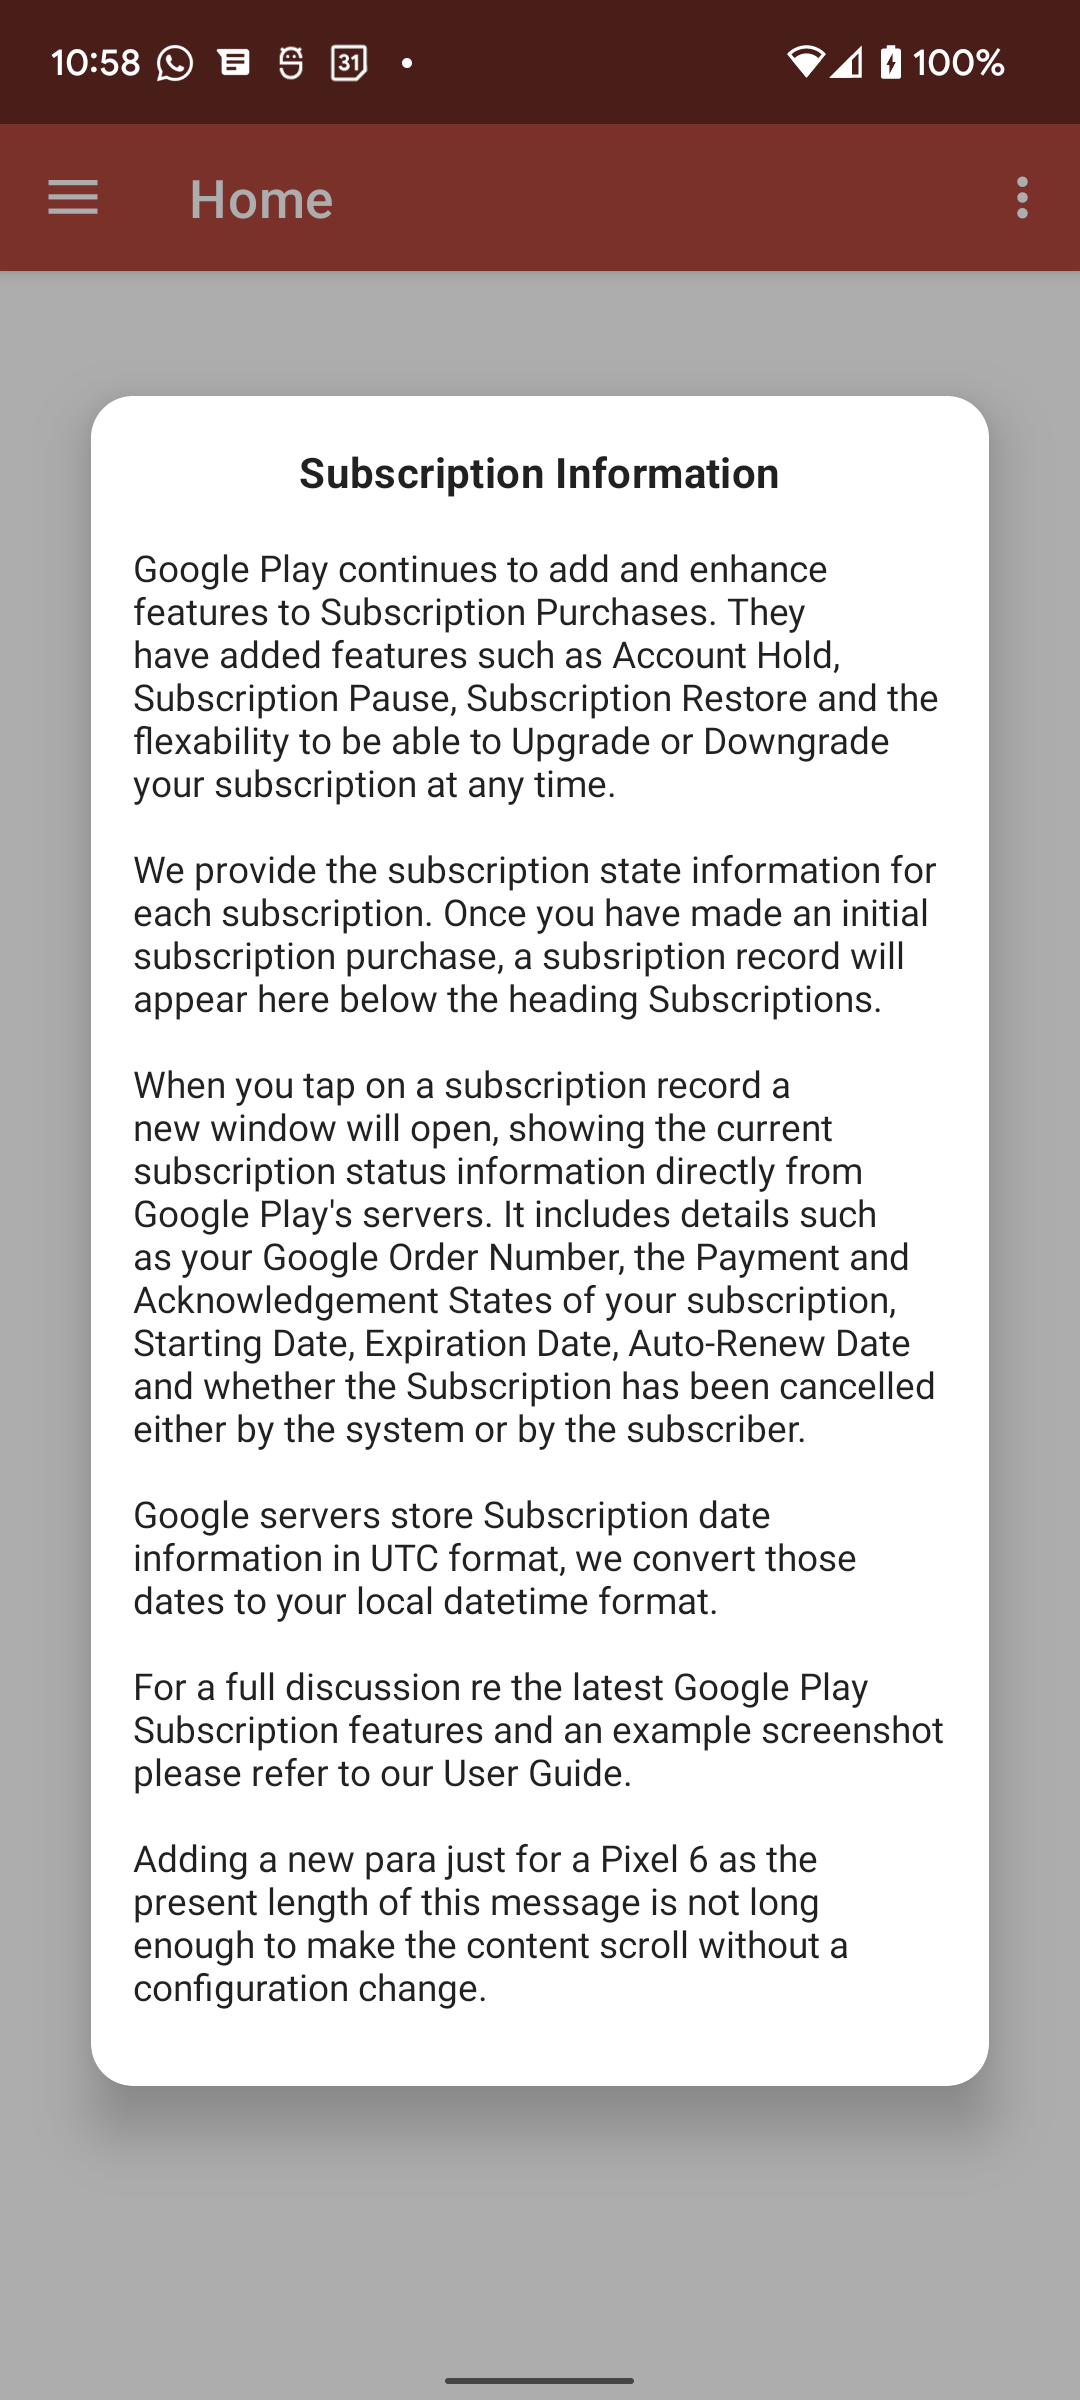 10:58
31
100%
Home
Subscription Information
Google Play continues to add and enhance
features to Subscription Purchases. They
have added features such as Account Hold,
Subscription Pause, Subscription Restore and the
flexability to be able to Upgrade or Downgrade
your subscription at any time.
We provide the subscription state information for
each subscription. Once you have made an initial
subscription purchase, a subsription record will
appear here below the heading Subscriptions.
When you tap on a subscription record a
new window will open, showing the current
subscription status information directly from
Google Play's servers. It includes details such
as your Google Order Number, the Payment and
Acknowledgement States of your subscription,
Starting Date, Expiration Date, Auto-Renew Date
and whether the Subscription has been cancelled
either by the system or by the subscriber.
Google servers store Subscription date
information in UTC format, we convert those
dates to your local datetime format.
For a full discussion re the latest Google Play
Subscription features and an example screenshot
please refer to our User Guide.
Adding a new para just for a Pixel 6 as the
present length of this message is not long
enough to make the content scroll without a
configuration change.